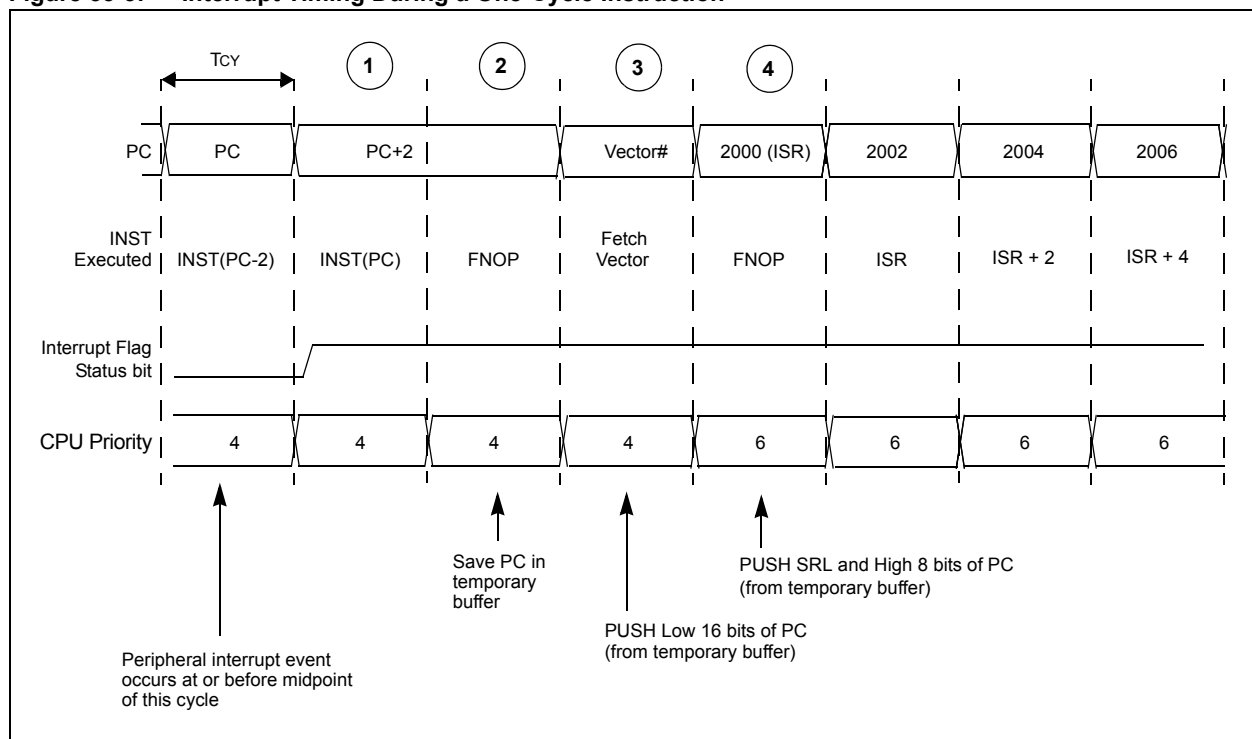 Figure 53-6: Interrupt Timing During a One-Cycle Instruction
TCY
1
2
3
4
PC
PC
PC+2
Vector#
2000 (ISR)
2002
2004
2006
INST
Executed
INST(PC-2)
INST(PC)
FNOP
Fetch
Vector
FNOP
ISR
ISR + 2
ISR + 4
Interrupt Flag
Status bit
CPU Priority
4
4
4
4
6
6
6
6
Save PC in
temporary
buffer
PUSH SRL and High 8 bits of PC
(from temporary buffer)
PUSH Low 16 bits of PC
(from temporary buffer)
Peripheral interrupt event
occurs at or before midpoint
of this cycle